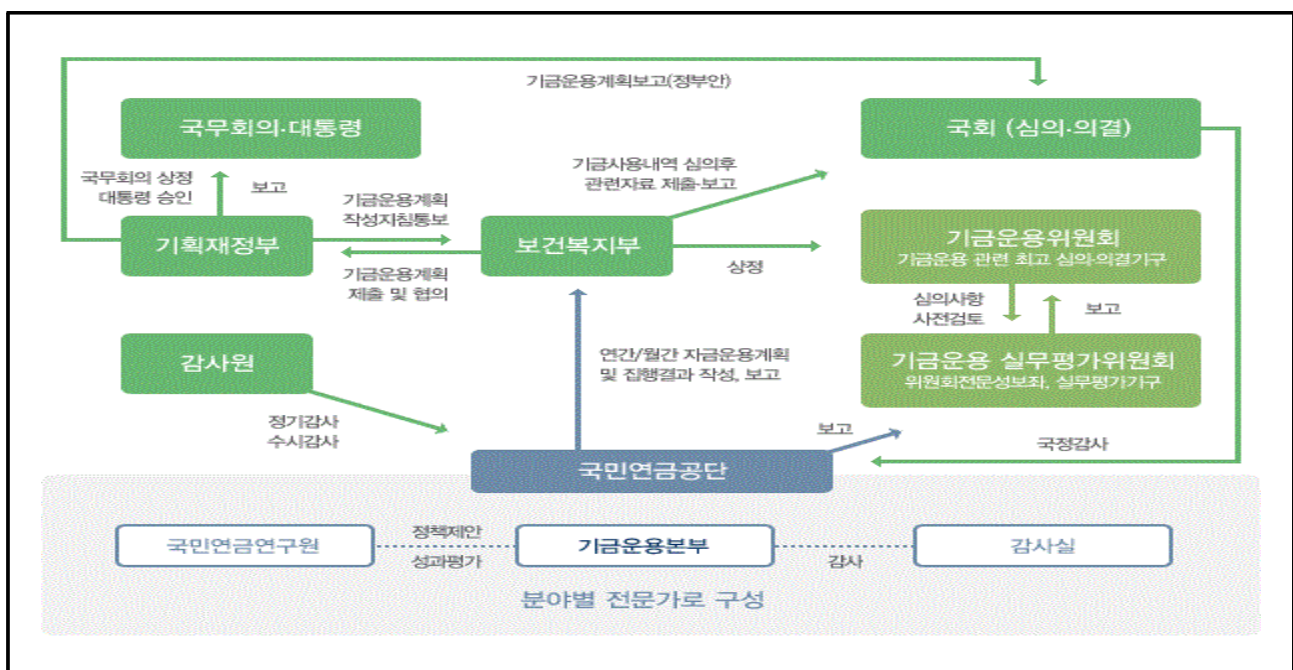 기금운용계획보고(정부안)
국무회의·대통령
국회 (심의·의결)
국무회의 상정
대통령 승인
보고
기금사용내역 심의후
관련자료 제출·보고
기금운용계획
작성지침통보
기획재정부
보건복지부
기금운용위원회
기금운용 관련 최고 심의·의결기구
상정
기금운용계획
제출 및 협의
심의사항
사전검토
보고
감사원
연간/월간 자금운용계획
및 집행결과 작성, 보고
기금운용 실무평가위원회
위원회전문성보좌, 실무평가기구
정기감사
수시감사
보고
국정감사
국민연금공단
국민연금연구원
정책제안
성과평가
기금운용본부
감사
감사실
분야별 전문가로 구성